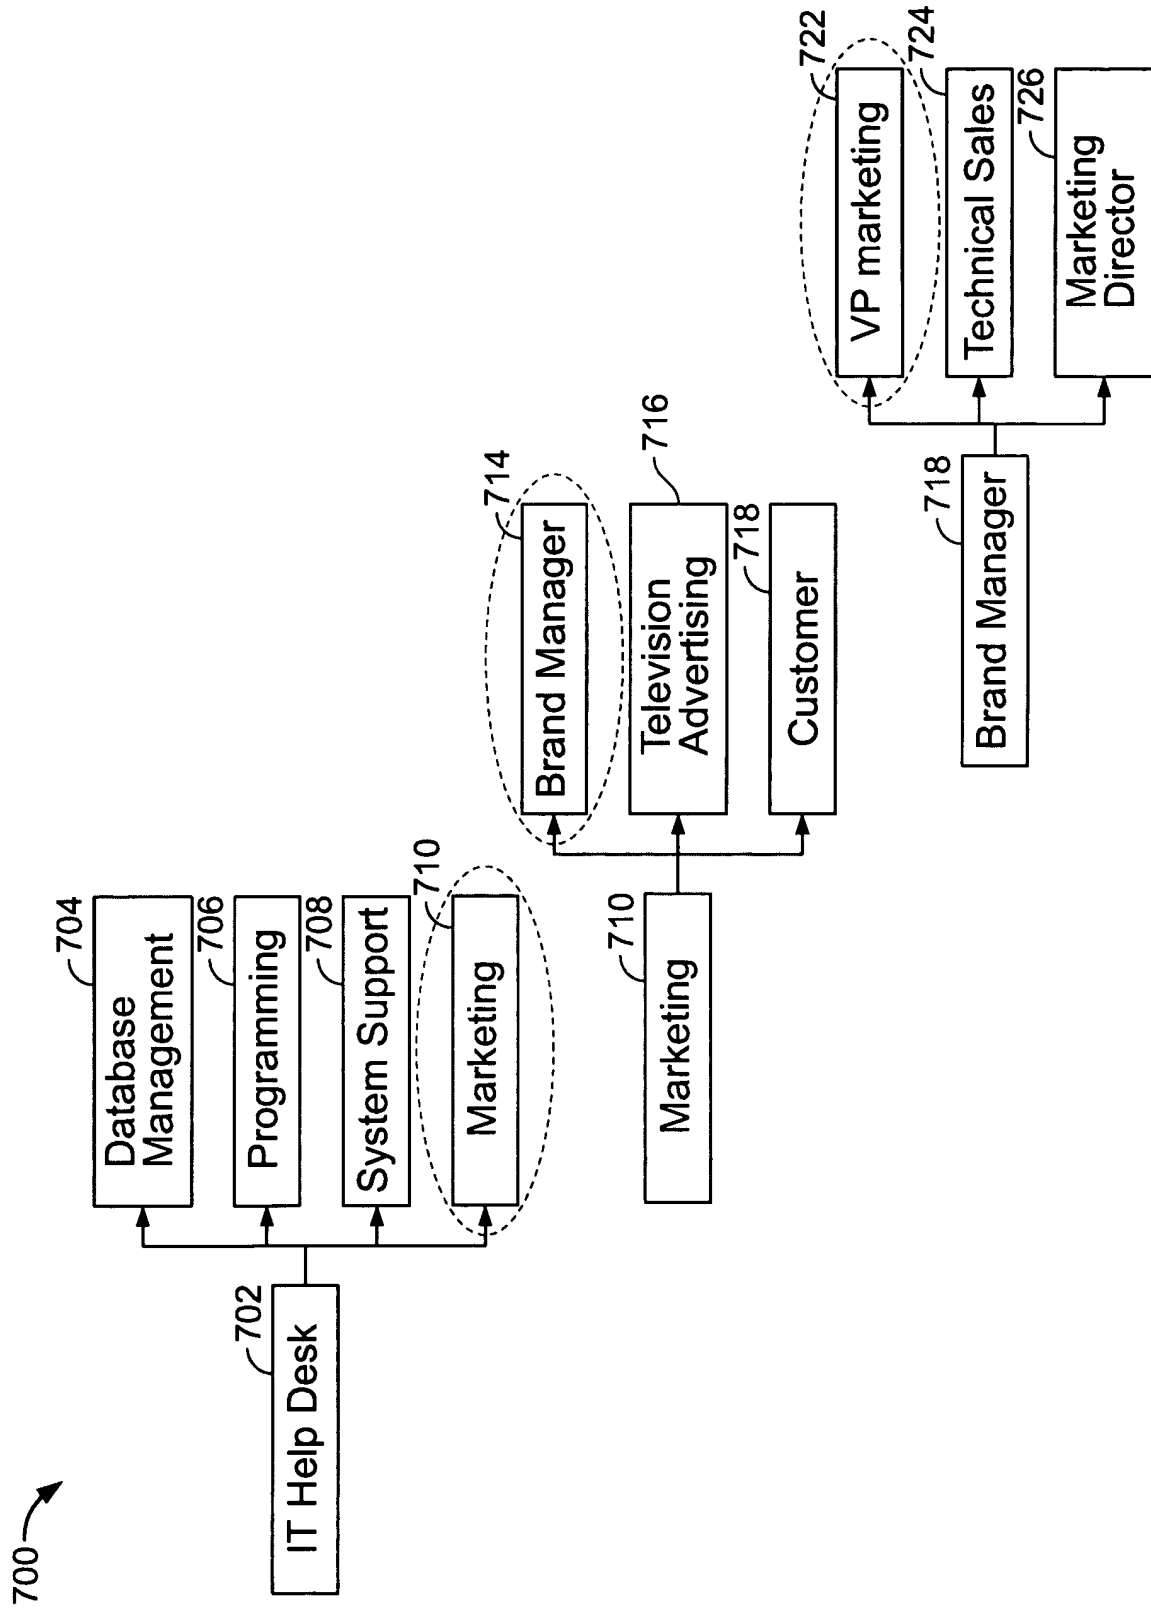 700
702
IT Help Desk
704
Database
Management
706
Programming
708
System Support
710
Marketing
710
Marketing
714
Brand Manager
716
Television
Advertising
718
Customer
718
Brand Manager
722
VP marketing
724
Technical Sales
726
Marketing
Director